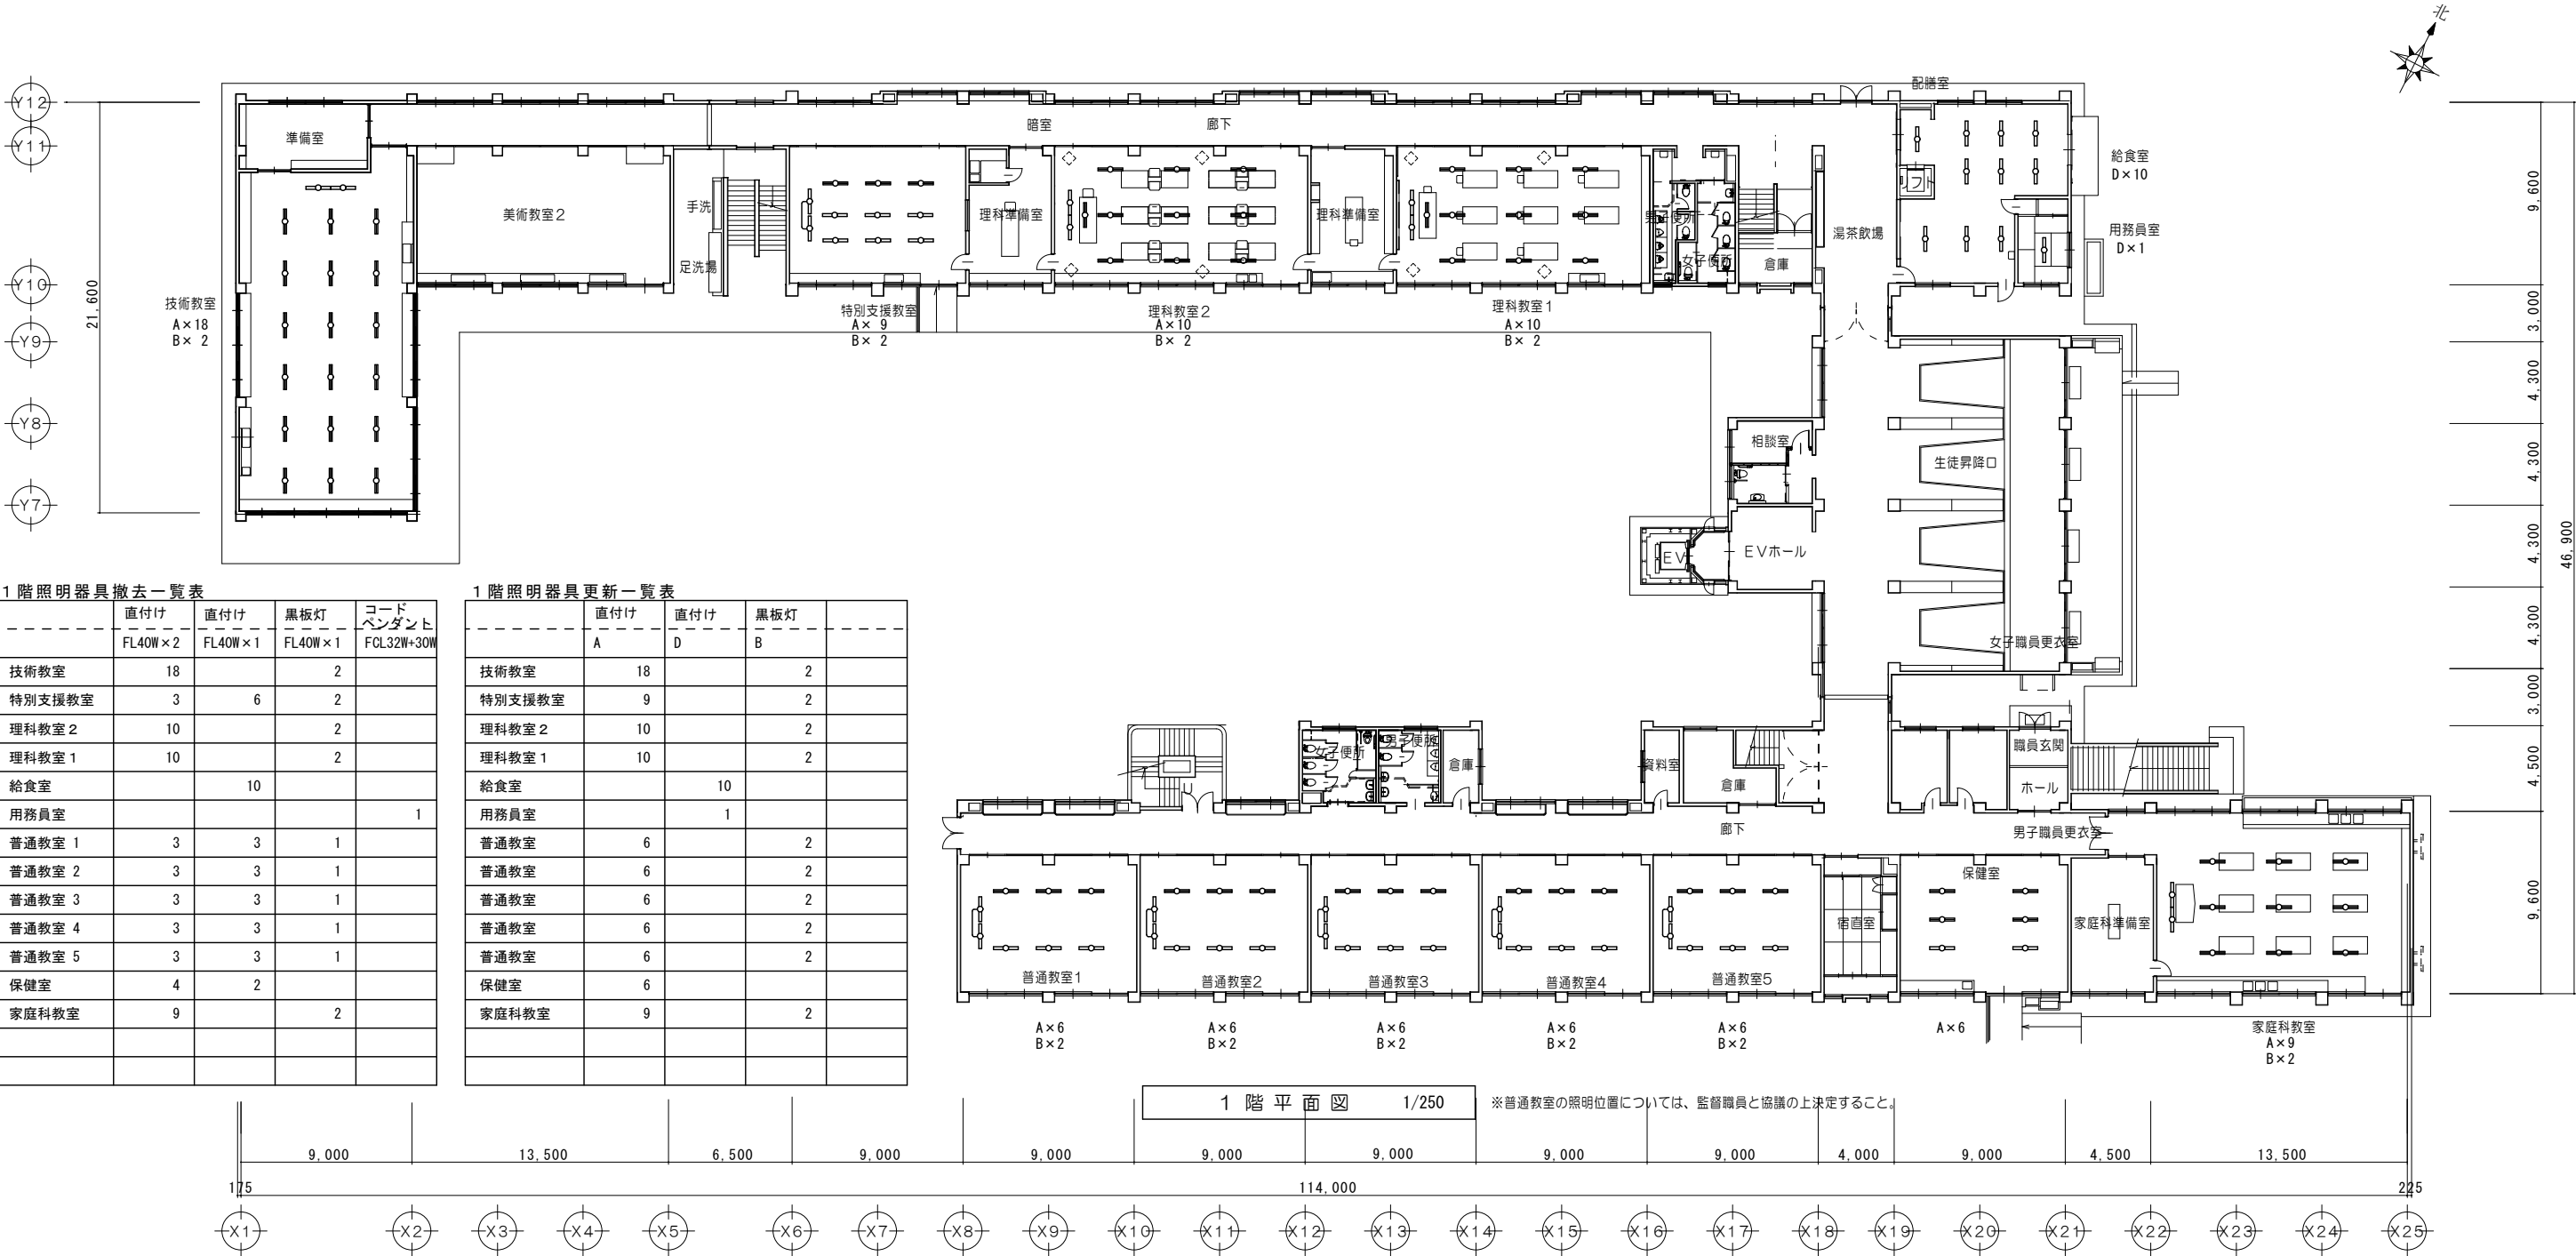 北
配膳室
Y12
Y11
Y10
Y9
Y8
Y7
21,600
準備室
暗室
廊下
美術教室2
手洗
足洗場
理科準備室
理科準備室
男子便所
女子便所
倉庫
湯茶飲場
リフト
給食室
D×10
用務員室
D×1
技術教室
A×18
B× 2
特別支援教室
A× 9
B× 2
理科教室2
A×10
B× 2
理科教室1
A×10
B× 2
相談室
生徒昇降口
EV
EVホール
女子職員更衣室
9,600
3,000
4,300
4,300
4,300
4,300
3,000
4,500
9,600
46,900
1階照明器具撤去一覧表
直付け 直付け 黒板灯 コードペンダント
FL40W×2 FL40W×1 FL40W×1 FCL32W+30W
技術教室 18 2
特別支援教室 3 6 2
理科教室2 10 2
理科教室1 10 2
給食室 10
用務員室 1
普通教室 1 3 3 1
普通教室 2 3 3 1
普通教室 3 3 3 1
普通教室 4 3 3 1
普通教室 5 3 3 1
保健室 4 2
家庭科教室 9 2
1階照明器具更新一覧表
直付け 直付け 黒板灯
A D B
技術教室 18 2
特別支援教室 9 2
理科教室2 10 2
理科教室1 10 2
給食室 10
用務員室 1
普通教室 6 2
普通教室 6 2
普通教室 6 2
普通教室 6 2
普通教室 6 2
保健室 6
家庭科教室 9 2
U
女子便所
男子便所
倉庫
資料室
倉庫
職員玄関
ホール
廊下
男子職員更衣室
普通教室1
普通教室2
普通教室3
普通教室4
普通教室5
宿直室
保健室
家庭科準備室
A×6
B×2
A×6
B×2
A×6
B×2
A×6
B×2
A×6
B×2
A×6
家庭科教室
A×9
B×2
1 階 平 面 図 1/250
※普通教室の照明位置については、監督職員と協議の上決定すること。
9,000 13,500 6,500 9,000 9,000 9,000 9,000 9,000 9,000 4,000 9,000 4,500 13,500
175 114,000 225
X1 X2 X3 X4 X5 X6 X7 X8 X9 X10 X11 X12 X13 X14 X15 X16 X17 X18 X19 X20 X21 X22 X23 X24 X25